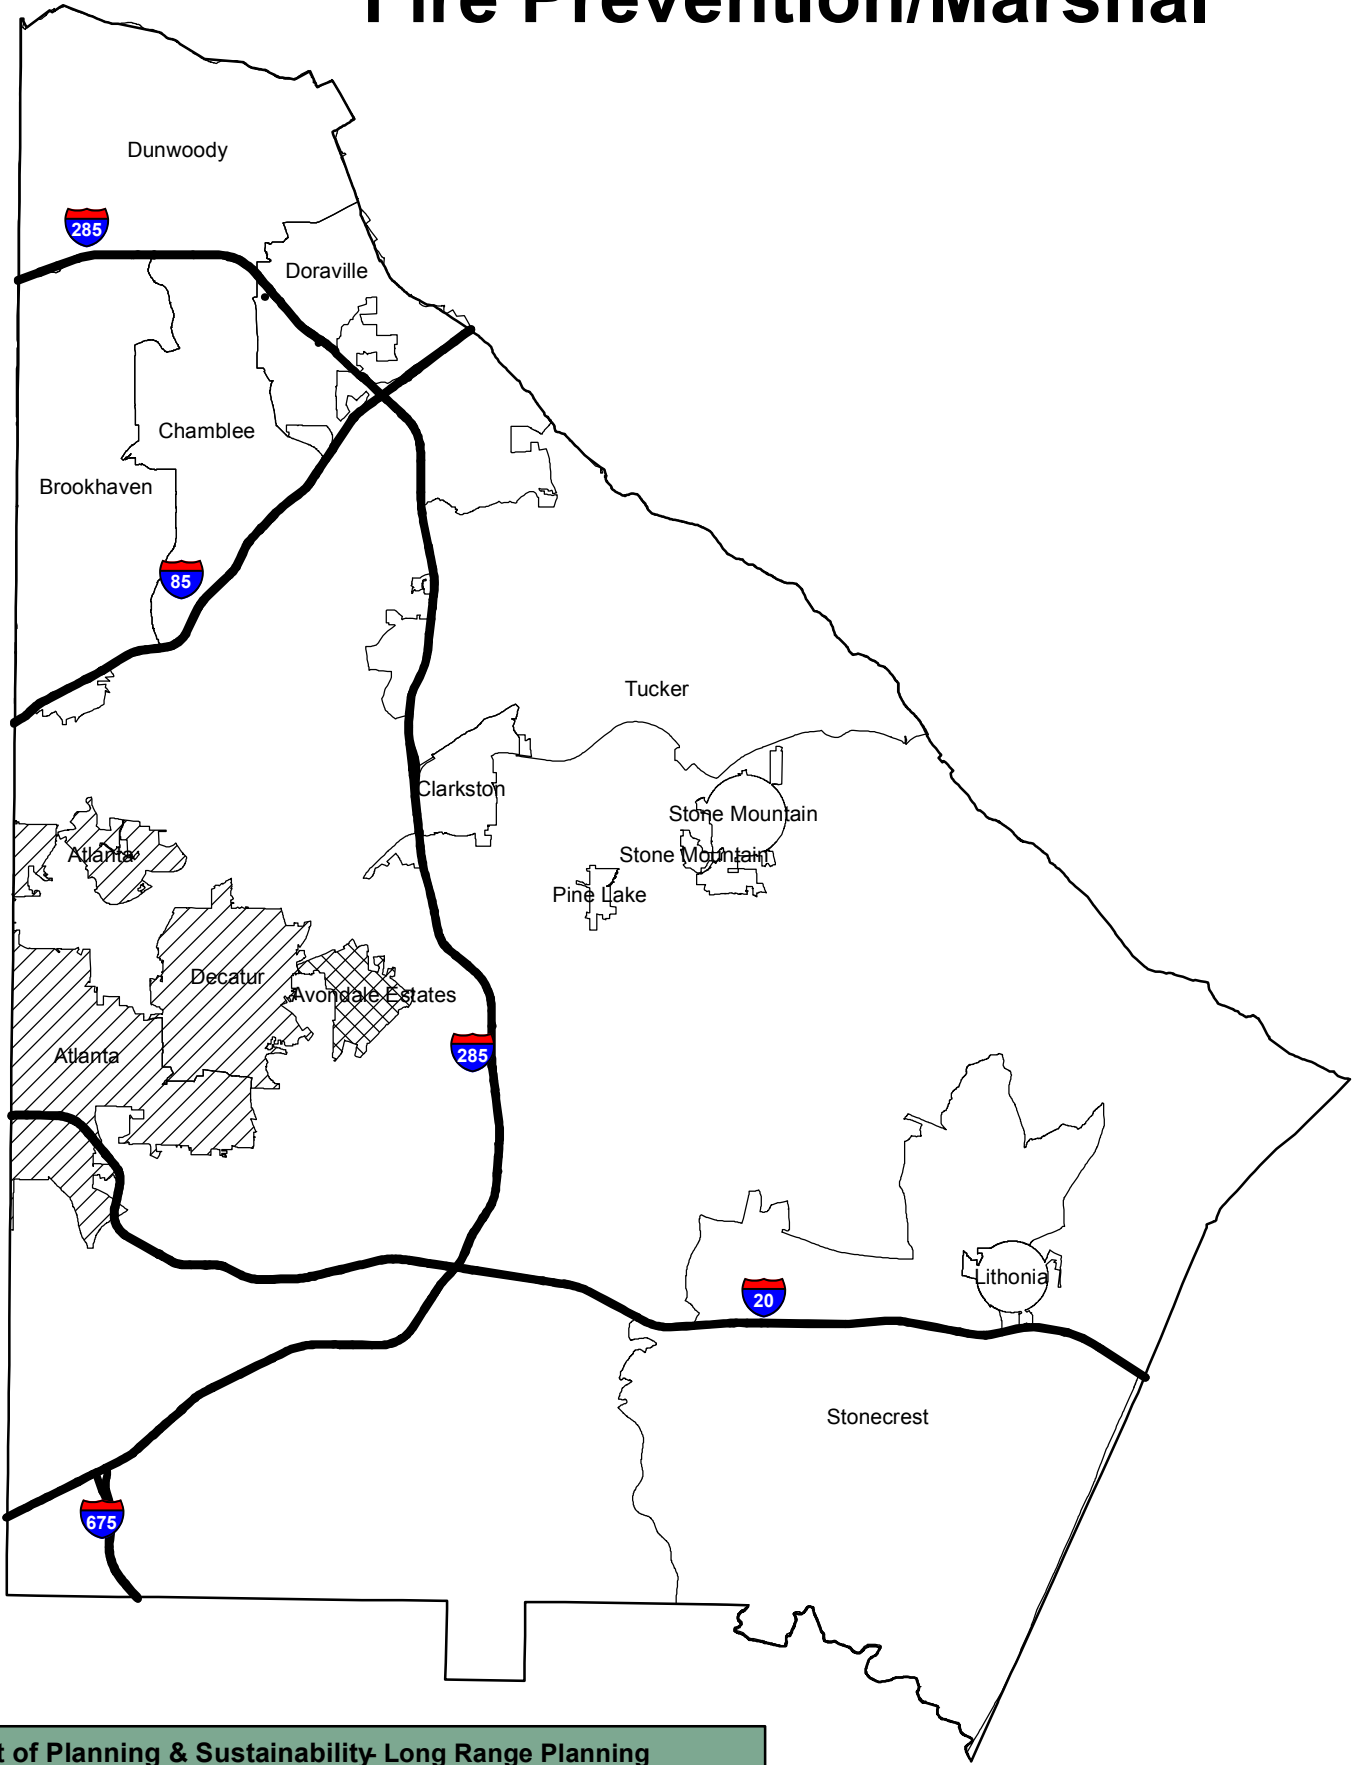 Fire Prevention/Marshal
Dunwoody
285
Doraville
Chamblee
Brookhaven
85
Tucker
Clarkston
Stone Mountain
Atlanta
Stone Mountain
Pine Lake
Decatur
Avondale Estates
Atlanta
285
Lithonia
20
Stonecrest
675
of Planning & Sustainability- Long Range Planning